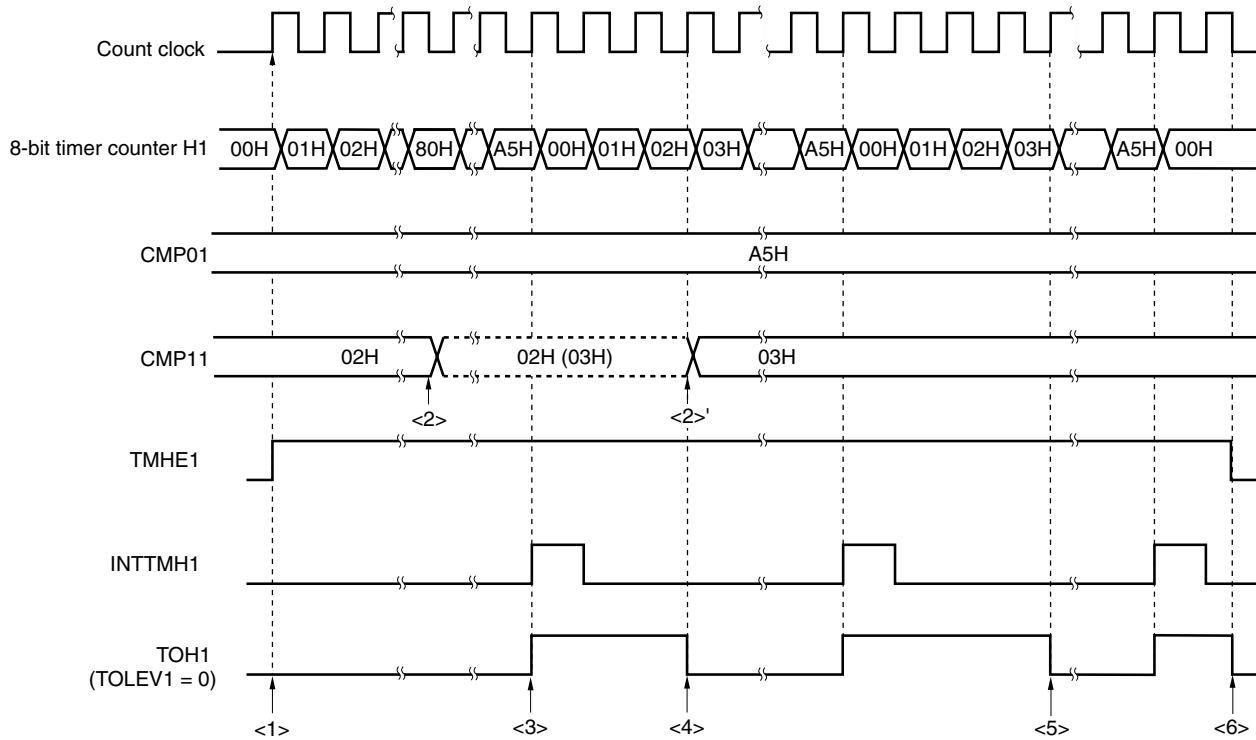 Count clock
8-bit timer counter H1 00H 01H 02H 80H A5H 00H 01H 02H 03H A5H 00H 01H 02H 03H A5H 00H
CMP01 A5H
CMP11 02H 02H (03H) 03H
<2> <2>'
TMHE1
INTTMH1
TOH1
(TOLEV1 = 0)
<1> <3> <4> <5> <6>